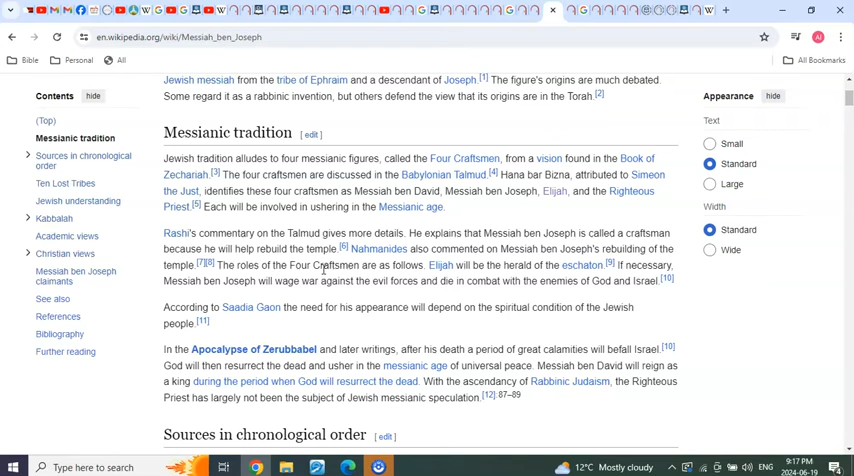 en.wikipedia.org/wiki/Messiah_ben_Joseph
Bible
Personal
All
All Bookmarks
Jewish messiah from the tribe of Ephraim and a descendant of Joseph.[1] The figure's origins are much debated.
Some regard it as a rabbinic invention, but others defend the view that its origins are in the Torah.[2]
Contents hide
(Top)
Messianic tradition
Sources in chronological
order
Ten Lost Tribes
Jewish understanding
Kabbalah
Academic views
Christian views
Messiah ben Joseph
claimants
See also
References
Bibliography
Further reading
Messianic tradition [ edit ]
Jewish tradition alludes to four messianic figures, called the Four Craftsmen, from a vision found in the Book of
Zechariah.[3] The four craftsmen are discussed in the Babylonian Talmud.[4] Hana bar Bizna, attributed to Simeon
the Just, identifies these four craftsmen as Messiah ben David, Messiah ben Joseph, Elijah, and the Righteous
Priest.[5] Each will be involved in ushering in the Messianic age.
Rashi's commentary on the Talmud gives more details. He explains that Messiah ben Joseph is called a craftsman
because he will help rebuild the temple.[6] Nahmanides also commented on Messiah ben Joseph's rebuilding of the
temple.[7][8] The roles of the Four Craftsmen are as follows. Elijah will be the herald of the eschaton.[9] If necessary,
Messiah ben Joseph will wage war against the evil forces and die in combat with the enemies of God and Israel.[10]
According to Saadia Gaon the need for his appearance will depend on the spiritual condition of the Jewish
people.[11]
In the Apocalypse of Zerubbabel and later writings, after his death a period of great calamities will befall Israel.[10]
God will then resurrect the dead and usher in the messianic age of universal peace. Messiah ben David will reign as
a king during the period when God will resurrect the dead. With the ascendancy of Rabbinic Judaism, the Righteous
Priest has largely not been the subject of Jewish messianic speculation.[12]:87–89
Sources in chronological order [ edit ]
Appearance hide
Text
Small
Standard
Large
Width
Standard
Wide
Type here to search
12°C Mostly cloudy
ENG
9:17 PM
2024-06-19